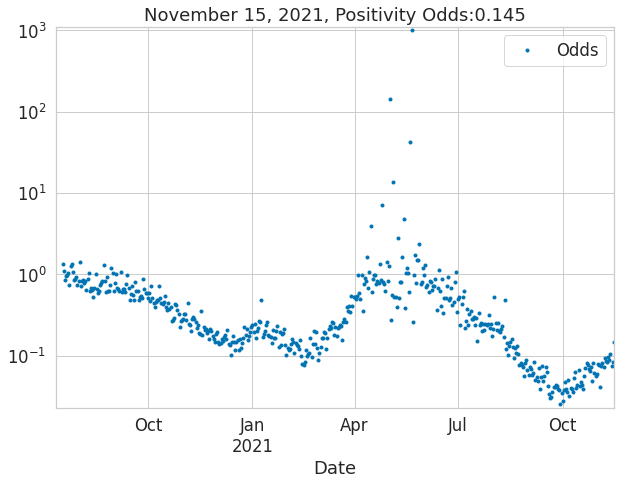 November 15, 2021, Positivity Odds:0.145
Odds
10³
10²
10¹
10⁰
10⁻¹
Oct
Jan
Apr
Jul
Oct
2021
Date